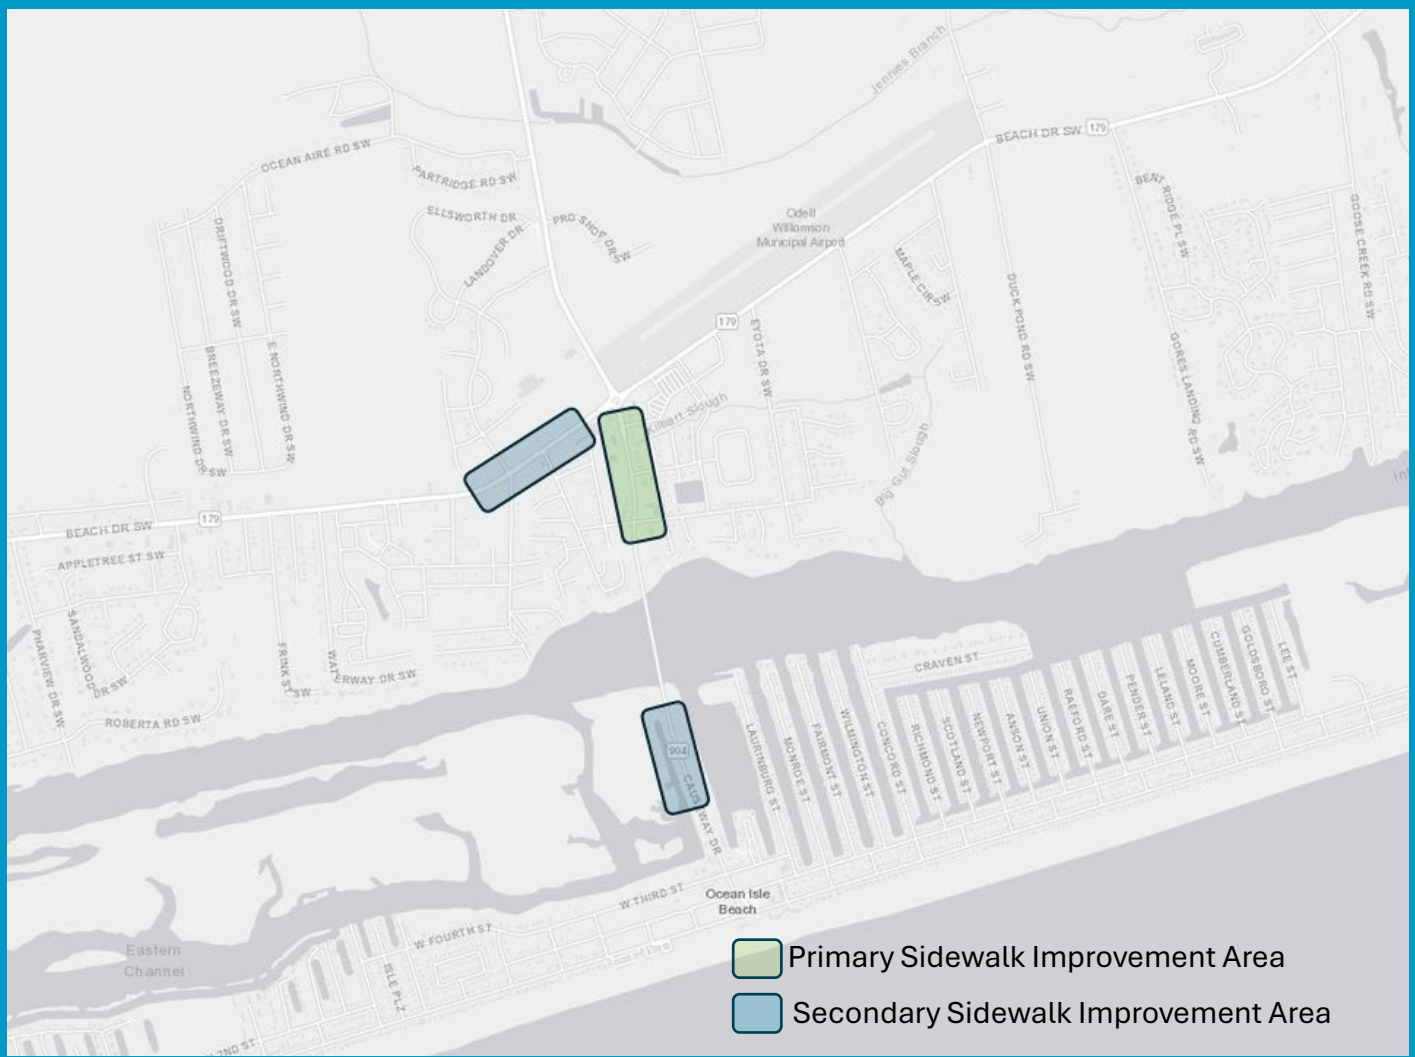 Jennies Branch
BEACH DR SW
179
OCEAN AIRE RD SW
PARTRIDGE RD SW
BENT
RIDGE PL SW
GOOSE CREEK RD SW
ELLSWORTH DR
LANDOVER DR
PRO SHOP DR SW
Odell
Williamson
Municipal Airport
DRIFTWOOD DR SW
MAPLE CIR SW
DUCK POND RD SW
179
EYOTA DR SW
GORES LANDING RD SW
BREEZEWAY DR SW
E NORTHWIND DR SW
NORTHWIND DR SW
Kilbart Slough
Big Gut Slough
BEACH DR SW
179
APPLETREE ST SW
SANDALWOOD DR SW
PHARVIEW DR SW
FRINK ST SW
WATERWAY DR SW
ROBERTA RD SW
CRAVEN ST
LAURINBURG ST
MONROE ST
FAIRMONT ST
WILMINGTON ST
CONCORD ST
RICHMOND ST
SCOTLAND ST
NEWPORT ST
ANSON ST
UNION ST
RAEFORD ST
DARE ST
PENDER ST
LELAND ST
MOORE ST
CUMBERLAND ST
GOLDSBORO ST
LEE ST
904
CAUSEWAY DR
W THIRD ST
Ocean Isle
Beach
W FOURTH ST
Eastern
Channel
ISLE PLZ
2ND ST
Primary Sidewalk Improvement Area
Secondary Sidewalk Improvement Area